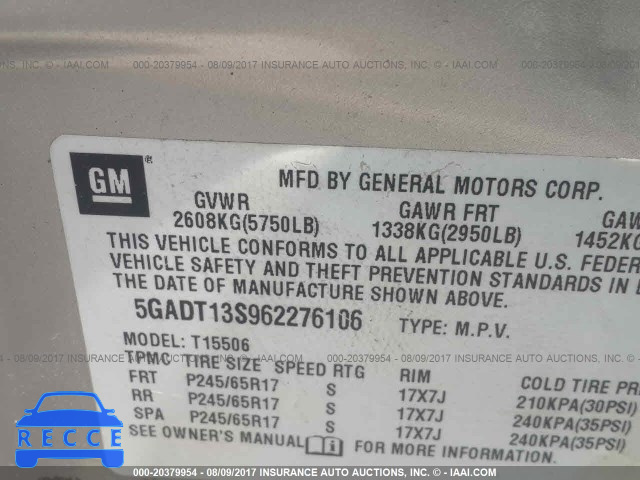 000-20379954 - 08/09/2017 INSURANCE AUTO AUCTIONS, INC. - IAAI.COM
GM ®
MFD BY GENERAL MOTORS CORP.
GVWR GAWR FRT
2608KG(5750LB) 1338KG(2950LB)
THIS VEHICLE CONFORMS TO ALL APPLICABLE U.S.
VEHICLE SAFETY AND THEFT PREVENTION STANDARDS IN
THE DATE OF MANUFACTURE SHOWN ABOVE.
5GADT13S962276106 TYPE: M.P.V.
MODEL: T15506
TPMC TIRE SIZE SPEED RTG RIM COLD TIRE
FRT P245/65R17 S 17X7J 210KPA(30PSI)
RR P245/65R17 S 17X7J 240KPA(35PSI)
SPA P245/65R17 S 17X7J 240KPA(35PSI)
SEE OWNER'S MANUAL FOR MORE INFORMATION.
RECCE
000-20379954 - 08/09/2017 INSURANCE AUTO AUCTIONS, INC. - IAAI.COM